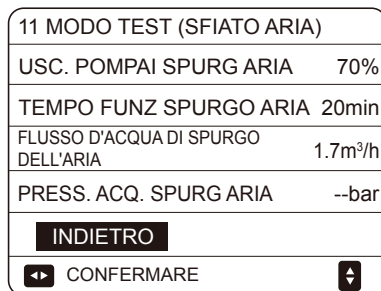 11 MODO TEST (SFIATO ARIA)
USC. POMPAI SPURG ARIA 70%
TEMPO FUNZ SPURGO ARIA 20min
FLUSSO D'ACQUA DI SPURGO
DELL'ARIA 1.7m³/h
PRESS. ACQ. SPURG ARIA --bar
INDIETRO
CONFERMARE